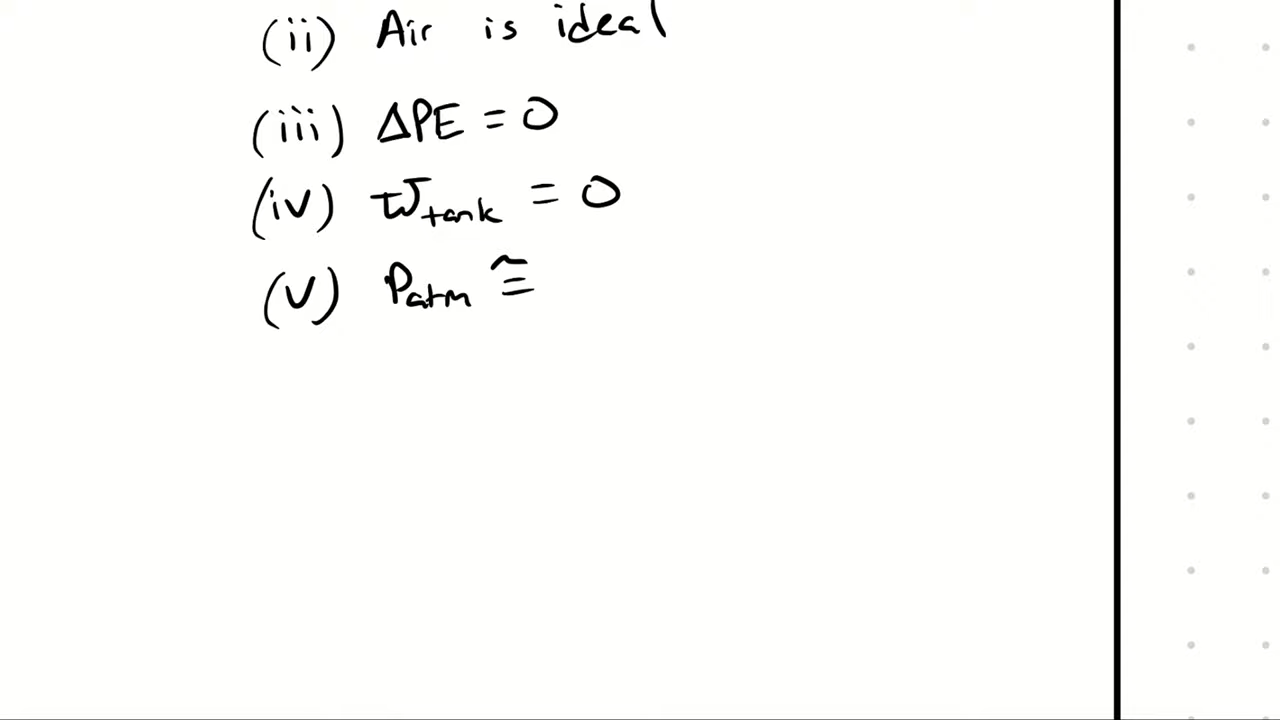 (ii) Air is ideal
(iii) ΔPE = 0
(iv) W_tank = 0
(v) P_atm ≅